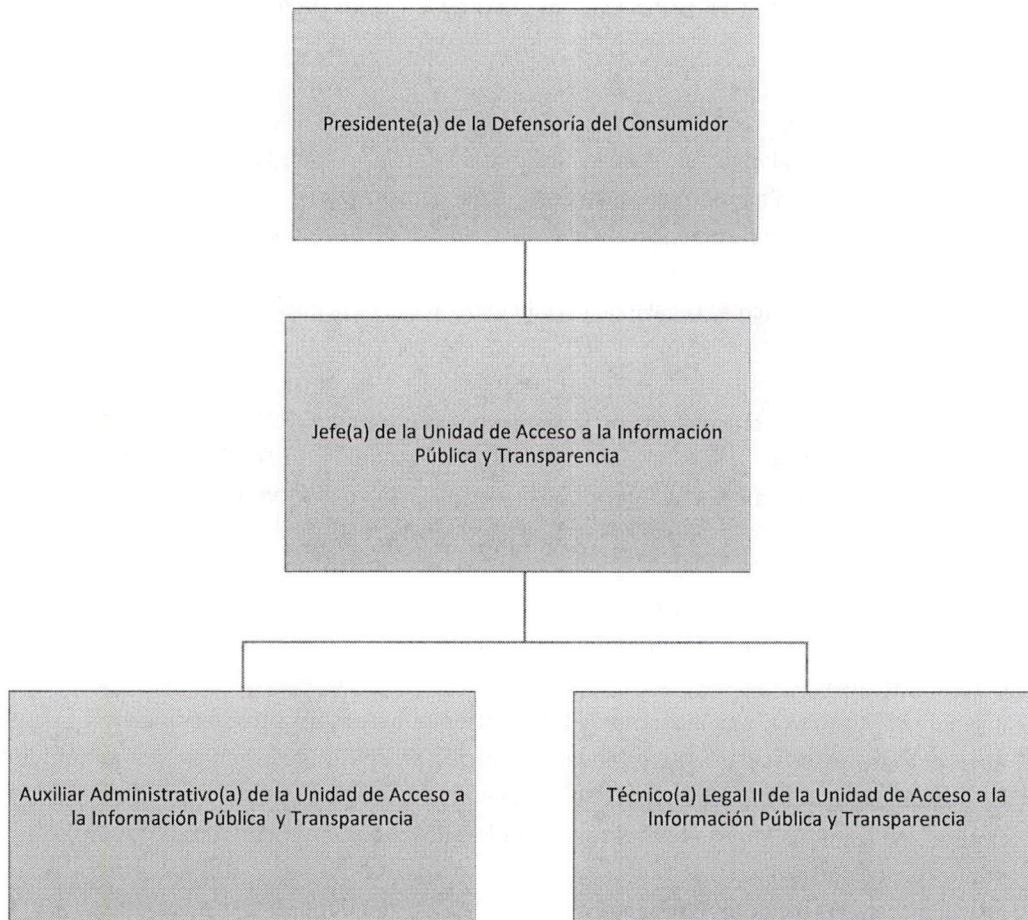 Presidente(a) de la Defensoría del Consumidor
Jefe(a) de la Unidad de Acceso a la Información
Pública y Transparencia
Auxiliar Administrativo(a) de la Unidad de Acceso a
la Información Pública y Transparencia
Técnico(a) Legal II de la Unidad de Acceso a la
Información Pública y Transparencia